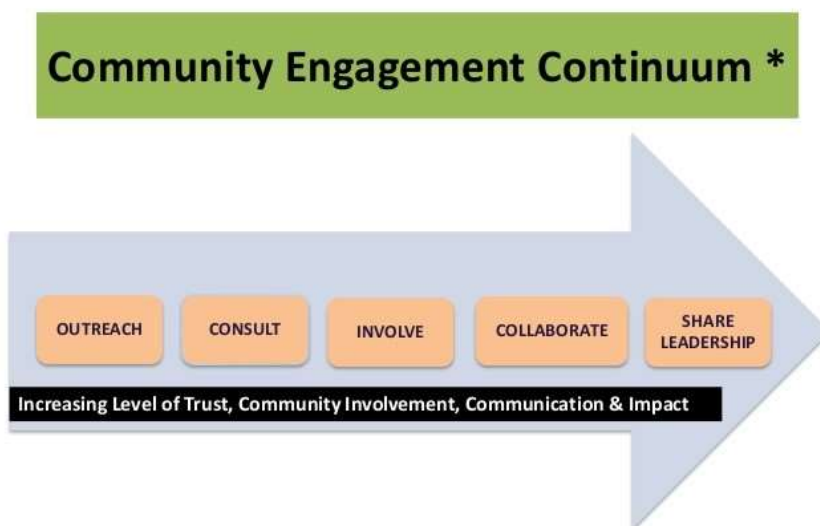 Community Engagement Continuum *
OUTREACH
CONSULT
INVOLVE
COLLABORATE
SHARE
LEADERSHIP
Increasing Level of Trust, Community Involvement, Communication & Impact